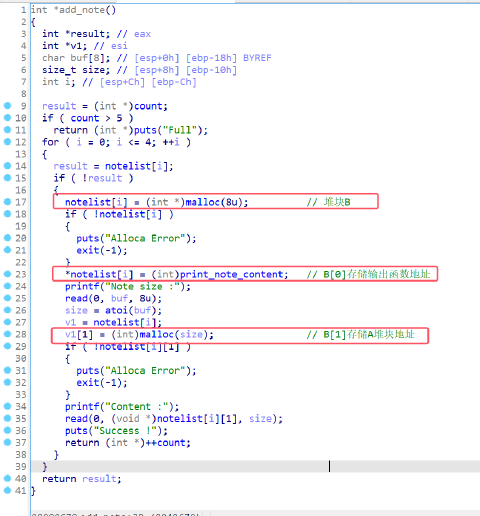 1 int *add_note()
2 {
3 int *result; // eax
4 int *v1; // esi
5 char buf[8]; // [esp+0h] [ebp-18h] BYREF
6 size_t size; // [esp+8h] [ebp-10h]
7 int i; // [esp+Ch] [ebp-Ch]
8
9 result = (int *)count;
10 if ( count > 5 )
11 return (int *)puts("Full");
12 for ( i = 0; i <= 4; ++i )
13 {
14 result = notelist[i];
15 if ( !result )
16 {
17 notelist[i] = (int *)malloc(8u); // 堆块B
18 if ( !notelist[i] )
19 {
20 puts("Alloca Error");
21 exit(-1);
22 }
23 *notelist[i] = (int)print_note_content; // B[0]存储输出函数地址
24 printf("Note size :");
25 read(0, buf, 8u);
26 size = atoi(buf);
27 v1 = notelist[i];
28 v1[1] = (int)malloc(size); // B[1]存储A堆块地址
29 if ( !notelist[i][1] )
30 {
31 puts("Alloca Error");
32 exit(-1);
33 }
34 printf("Content :");
35 read(0, (void *)notelist[i][1], size);
36 puts("Success !");
37 return (int *)++count;
38 }
39 }
40 return result;
41 }